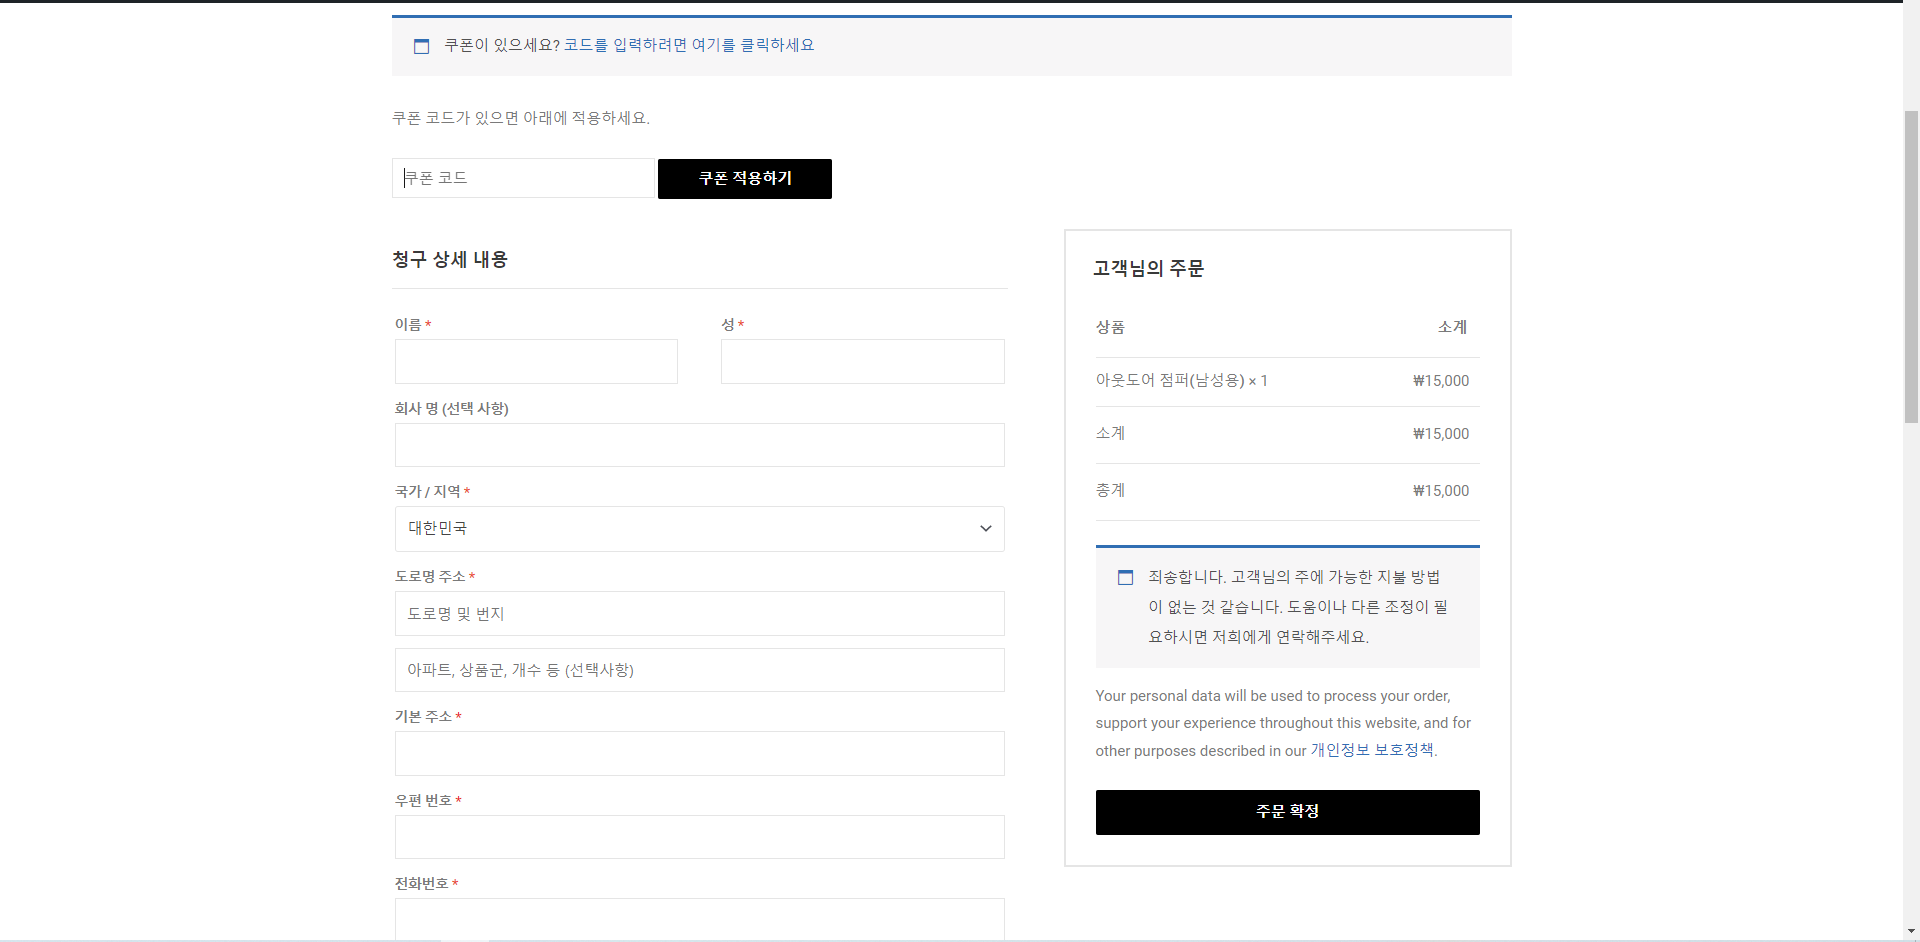 쿠폰이 있으세요? 코드를 입력하려면 여기를 클릭하세요
쿠폰 코드가 있으면 아래에 적용하세요.
쿠폰 코드
쿠폰 적용하기
청구 상세 내용
이름 *
성 *
회사 명 (선택 사항)
국가 / 지역 *
대한민국
도로명 주소 *
도로명 및 번지
아파트, 상품군, 개수 등 (선택사항)
기본 주소 *
우편 번호 *
전화번호 *
고객님의 주문
상품 소계
아웃도어 점퍼(남성용) × 1 ₩15,000
소계 ₩15,000
총계 ₩15,000
죄송합니다. 고객님의 주에 가능한 지불 방법
이 없는 것 같습니다. 도움이나 다른 조정이 필
요하시면 저희에게 연락해주세요.
Your personal data will be used to process your order,
support your experience throughout this website, and for
other purposes described in our 개인정보 보호정책.
주문 확정